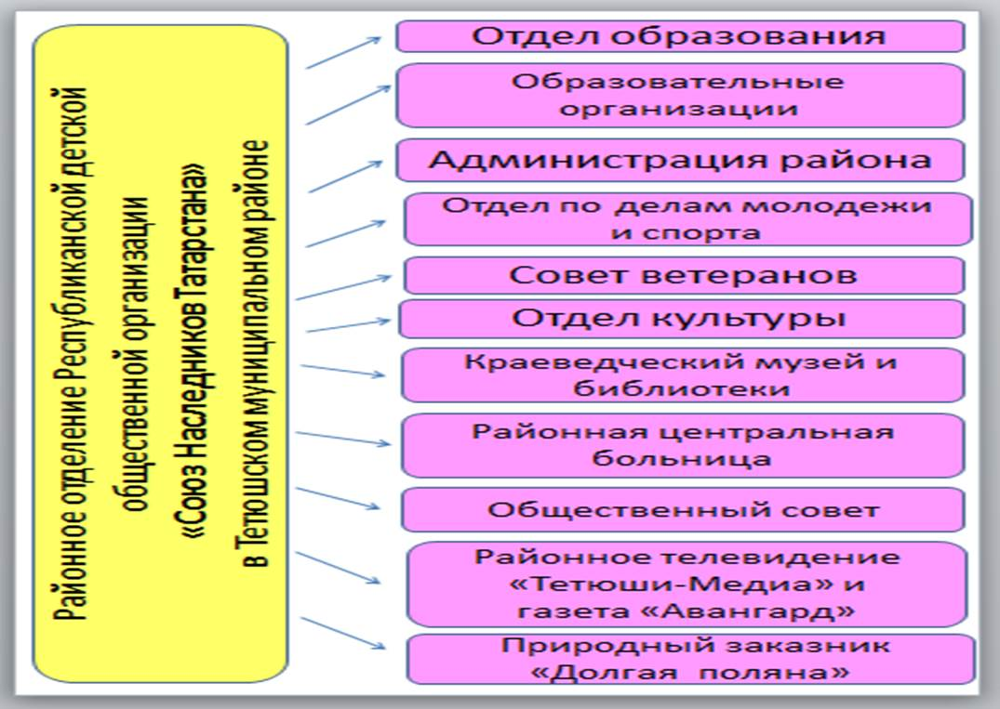 Районное отделение Республиканской детской
общественной организации
«Союз Наследников Татарстана»
в Тетюшском муниципальном районе
Отдел образования
Образовательные
организации
Администрация района
Отдел по делам молодежи
и спорта
Совет ветеранов
Отдел культуры
Краеведческий музей и
библиотеки
Районная центральная
больница
Общественный совет
Районное телевидение
«Тетюши-Медиа» и
газета «Авангард»
Природный заказник
«Долгая поляна»